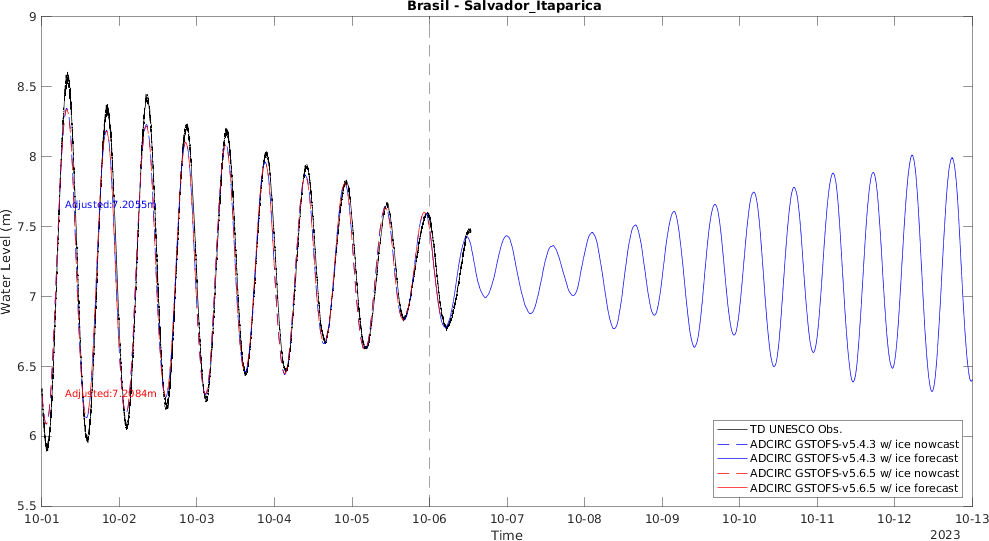 Brasil - Salvador_Itaparica
9
8.5
8
7.5
7
6.5
6
5.5
Water Level (m)
Adjusted:7.2055m
Adjusted:7.2084m
TD UNESCO Obs.
ADCIRC GSTOFS-v5.4.3 w/ ice nowcast
ADCIRC GSTOFS-v5.4.3 w/ ice forecast
ADCIRC GSTOFS-v5.6.5 w/ ice nowcast
ADCIRC GSTOFS-v5.6.5 w/ ice forecast
10-01 10-02 10-03 10-04 10-05 10-06 10-07 10-08 10-09 10-10 10-11 10-12 10-13
Time
2023